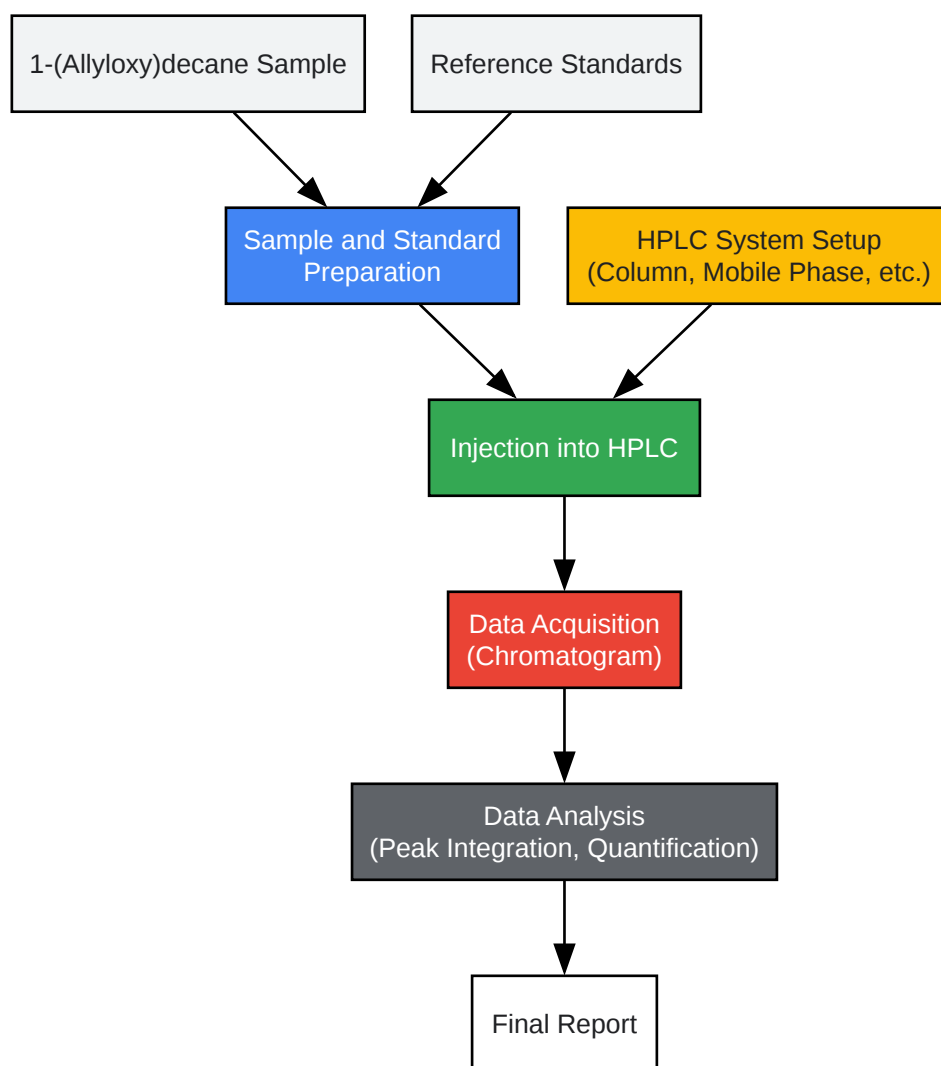 1-(Allyloxy)decane Sample
Reference Standards
Sample and Standard
Preparation
HPLC System Setup
(Column, Mobile Phase, etc.)
Injection into HPLC
Data Acquisition
(Chromatogram)
Data Analysis
(Peak Integration, Quantification)
Final Report